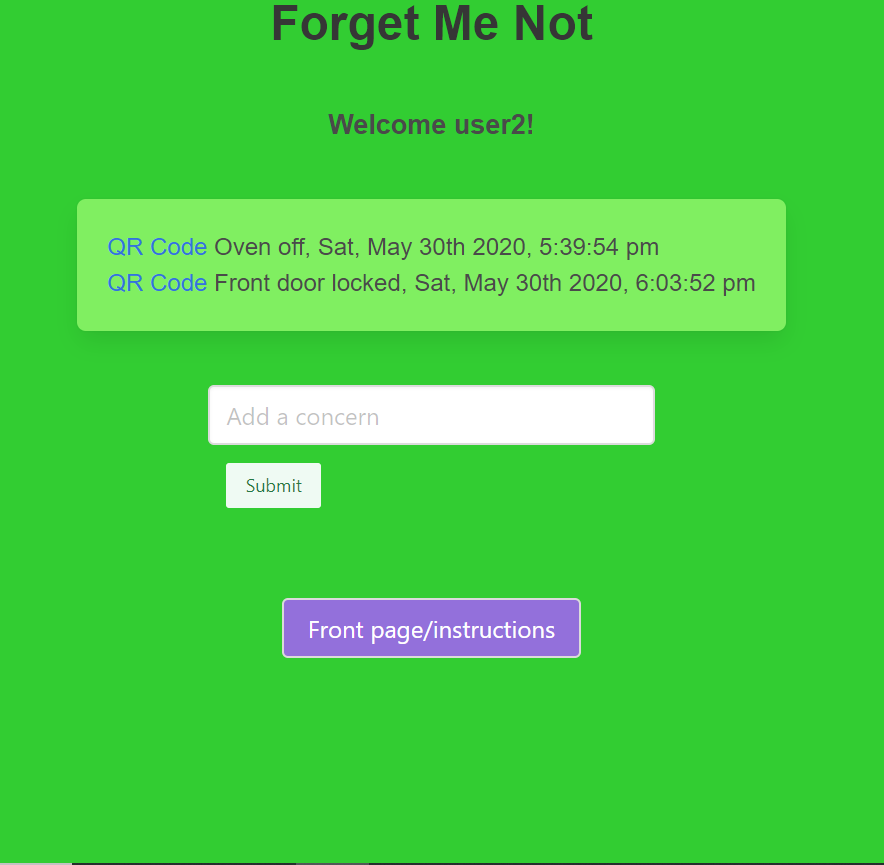 Forget Me Not
Welcome user2!
QR Code Oven off, Sat, May 30th 2020, 5:39:54 pm
QR Code Front door locked, Sat, May 30th 2020, 6:03:52 pm
Add a concern
Submit
Front page/instructions